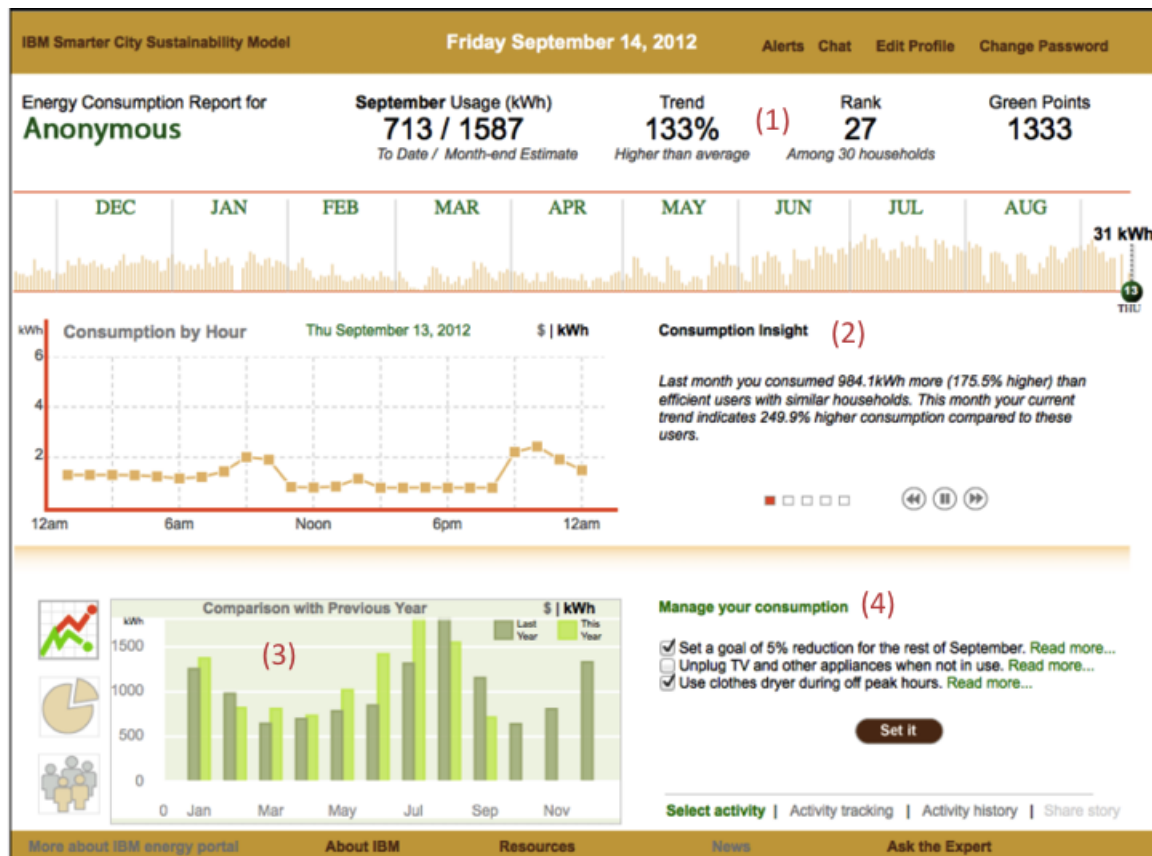 IBM Smarter City Sustainability Model
Friday September 14, 2012
Alerts Chat Edit Profile Change Password
Energy Consumption Report for
Anonymous
September Usage (kWh)
713 / 1587
To Date / Month-end Estimate
Trend
133%
Higher than average
(1)
Rank
27
Among 30 households
Green Points
1333
DEC JAN FEB MAR APR MAY JUN JUL AUG
31 kWh
13
THU
kWh
Consumption by Hour
Thu September 13, 2012
$ | kWh
6
4
2
12am 6am Noon 6pm 12am
Consumption Insight (2)
Last month you consumed 984.1kWh more (175.5% higher) than
efficient users with similar households. This month your current
trend indicates 249.9% higher consumption compared to these
users.
Comparison with Previous Year
$ | kWh
kWh
Last Year
This Year
(3)
1500
1000
500
0
0 Jan Mar May Jul Sep Nov
Manage your consumption (4)
Set a goal of 5% reduction for the rest of September. Read more...
Unplug TV and other appliances when not in use. Read more...
Use clothes dryer during off peak hours. Read more...
Set it
Select activity | Activity tracking | Activity history | Share story
More about IBM energy portal About IBM Resources News Ask the Expert